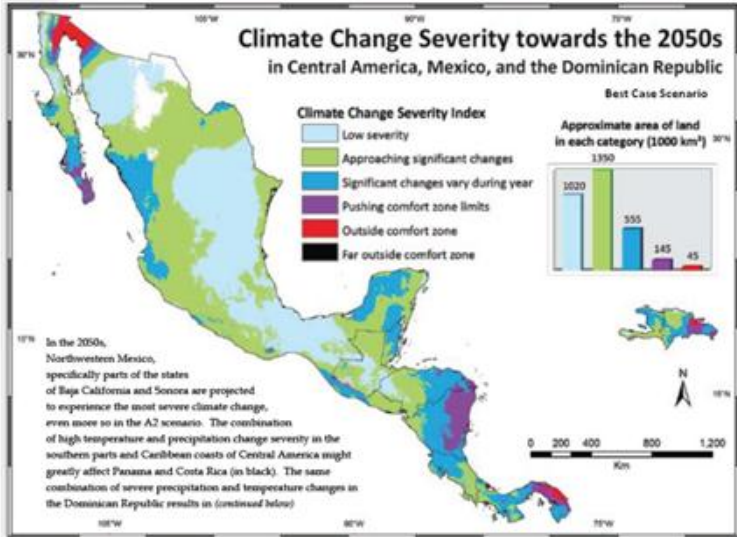 Climate Change Severity towards the 2050s
in Central America, Mexico, and the Dominican Republic
Best Case Scenario
Climate Change Severity Index
Low severity
Approaching significant changes
Significant changes vary during year
Pushing comfort zone limits
Outside comfort zone
Far outside comfort zone
Approximate area of land
in each category (1000 km²)
1350
1020
555
145
45
105°W
90°W
75°W
30°N
30°N
15°N
15°N
In the 2050s,
Northwestern Mexico,
specifically parts of the states
of Baja California and Sonora are projected
to experience the most severe climate change,
even more so in the A2 scenario. The combination
of high temperature and precipitation change severity in the
southern parts and Caribbean coasts of Central America might
greatly affect Panama and Costa Rica (in black). The same
combination of severe precipitation and temperature changes in
the Dominican Republic results in (continued below)
N
0 200 400 800 1,200
Km
105°W
90°W
75°W